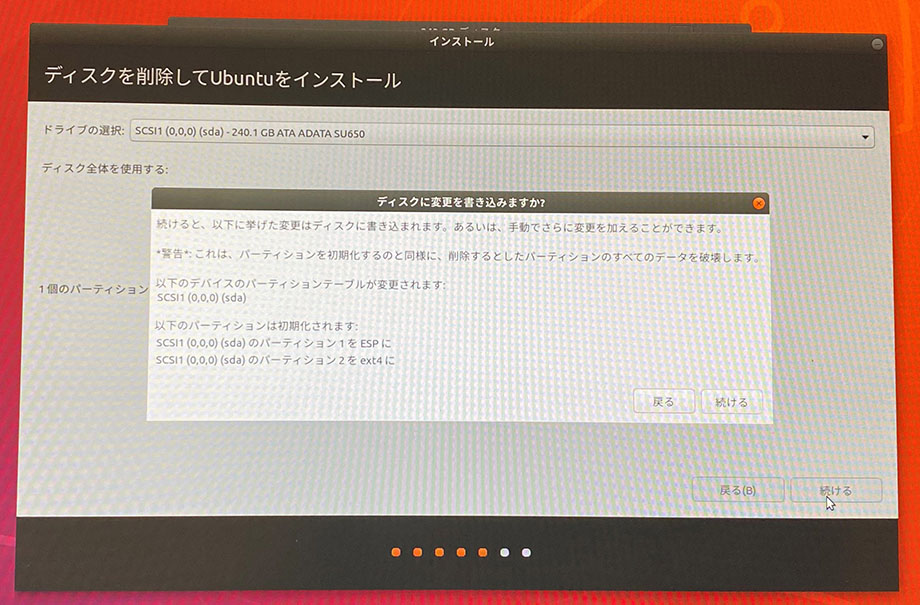 インストール
ディスクを削除してUbuntuをインストール
ドライブの選択: SCSI1 (0,0,0) (sda) - 240.1 GB ATA ADATA SU650
ディスク全体を使用する:
ディスクに変更を書き込みますか?
続けると、以下に挙げた変更はディスクに書き込まれます。あるいは、手動でさらに変更を加えることができます。
*警告*: これは、パーティションを初期化するのと同様に、削除するとしたパーティションのすべてのデータを破壊します。
1個のパーティション
以下のデバイスのパーティションテーブルが変更されます:
SCSI1 (0,0,0) (sda)
以下のパーティションは初期化されます:
SCSI1 (0,0,0) (sda) のパーティション 1 を ESP に
SCSI1 (0,0,0) (sda) のパーティション 2 を ext4 に
戻る 続ける
戻る(B) 続ける